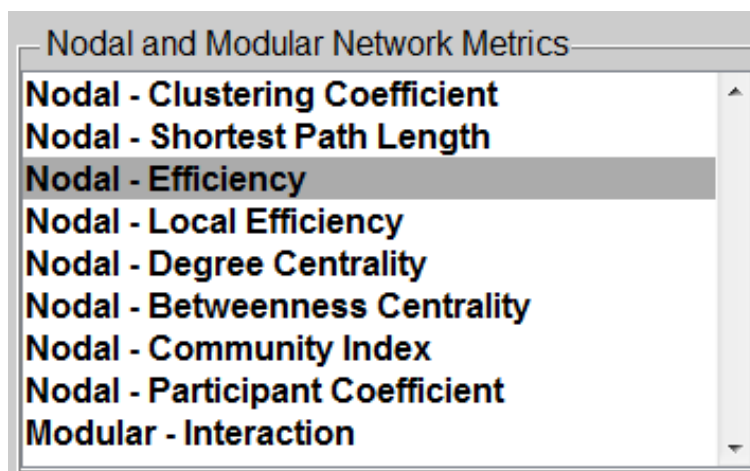 Nodal and Modular Network Metrics
Nodal - Clustering Coefficient
Nodal - Shortest Path Length
Nodal - Efficiency
Nodal - Local Efficiency
Nodal - Degree Centrality
Nodal - Betweenness Centrality
Nodal - Community Index
Nodal - Participant Coefficient
Modular - Interaction